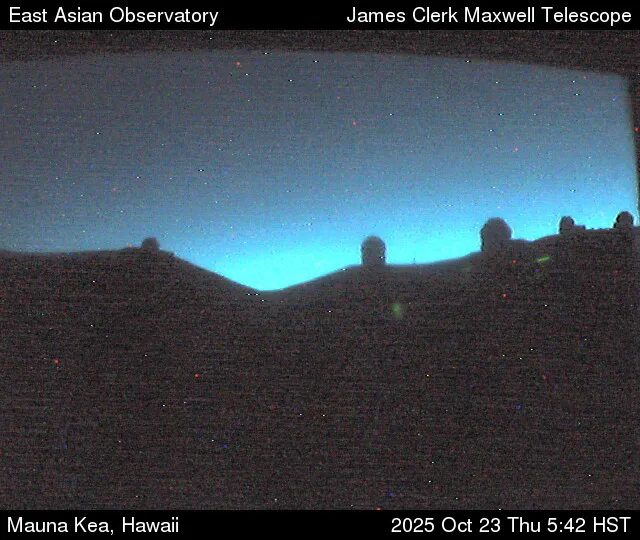 East Asian Observatory
James Clerk Maxwell Telescope
Mauna Kea, Hawaii
2025 Oct 23 Thu 5:42 HST